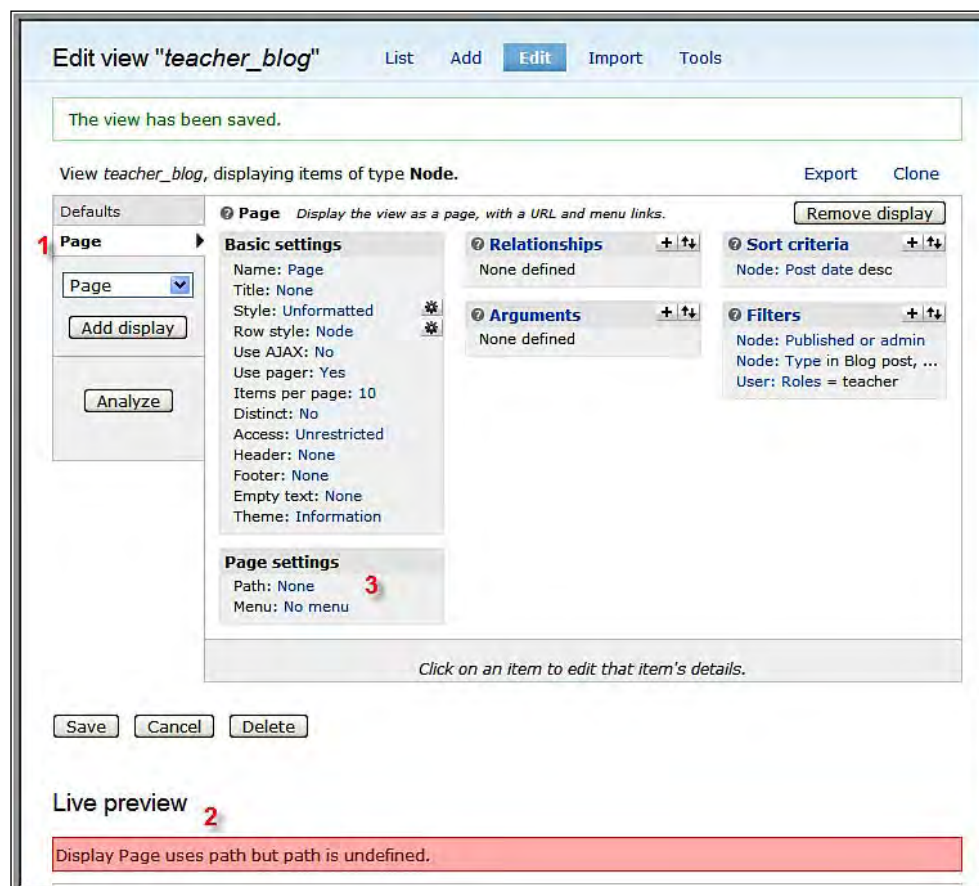 Edit view "teacher_blog" List Add Edit Import Tools
The view has been saved.
View teacher_blog, displaying items of type Node. Export Clone
Defaults
1 Page
Page
Add display
Analyze
Page Display the view as a page, with a URL and menu links. Remove display
Basic settings
Name: Page
Title: None
Style: Unformatted
Row style: Node
Use AJAX: No
Use pager: Yes
Items per page: 10
Distinct: No
Access: Unrestricted
Header: None
Footer: None
Empty text: None
Theme: Information
Page settings
Path: None 3
Menu: No menu
Relationships
None defined
Arguments
None defined
Sort criteria
Node: Post date desc
Filters
Node: Published or admin
Node: Type in Blog post, ...
User: Roles = teacher
Click on an item to edit that item's details.
Save Cancel Delete
Live preview 2
Display Page uses path but path is undefined.